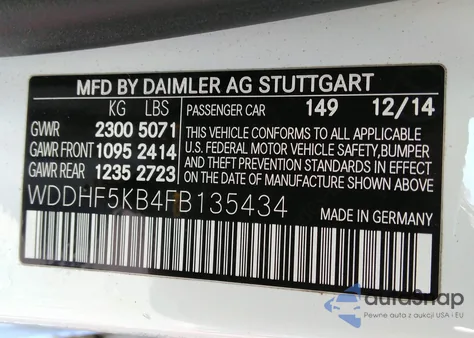 MFD BY DAIMLER AG STUTTGART
KG LBS
GVWR 2300 5071
GAWR FRONT 1095 2414
GAWR REAR 1235 2723
PASSENGER CAR 149 12/14
THIS VEHICLE CONFORMS TO ALL APPLICABLE
U.S. FEDERAL MOTOR VEHICLE SAFETY, BUMPER
AND THEFT PREVENTION STANDARDS
IN EFFECT ON THE DATE
OF MANUFACTURE SHOWN ABOVE.
WDDHF5KB4FB135434
MADE IN GERMANY
autoSnap
Pewne auta z aukcji USA i EU